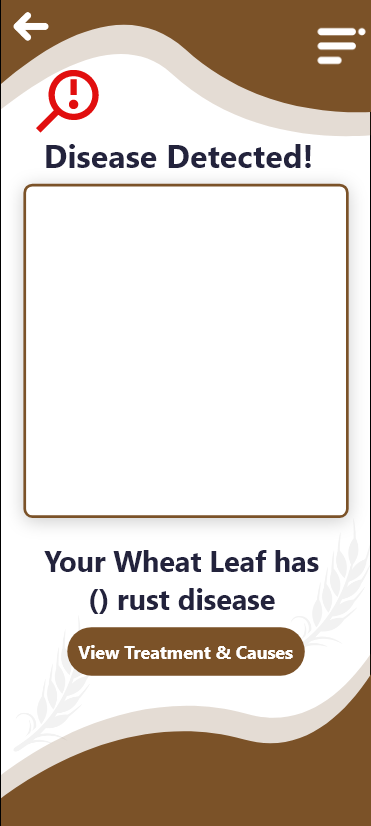 Disease Detected!
Your Wheat Leaf has
() rust disease
View Treatment & Causes